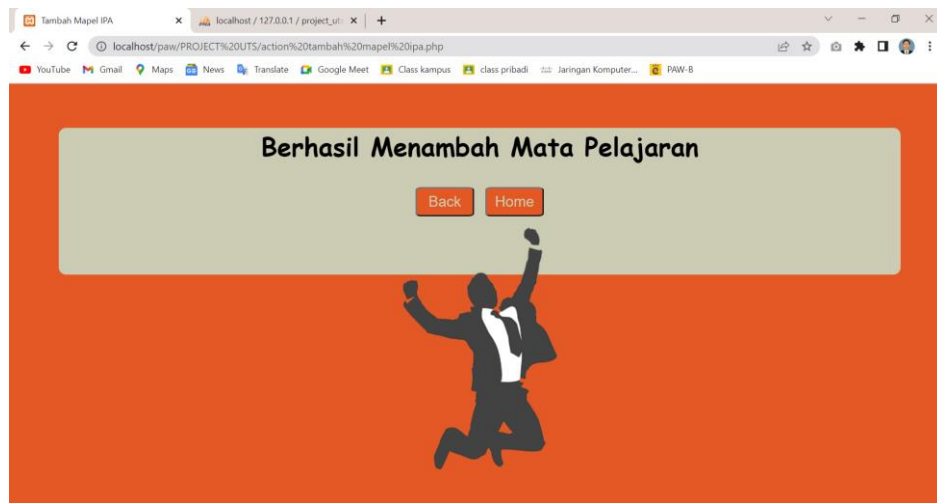 Tambah Mapel IPA
localhost / 127.0.0.1 / project_ut
localhost/paw/PROJECT%20UTS/action%20tambah%20mapel%20ipa.php
YouTube Gmail Maps News Translate Google Meet Class kampus class pribadi Jaringan Komputer... PAW-B
Berhasil Menambah Mata Pelajaran
Back Home